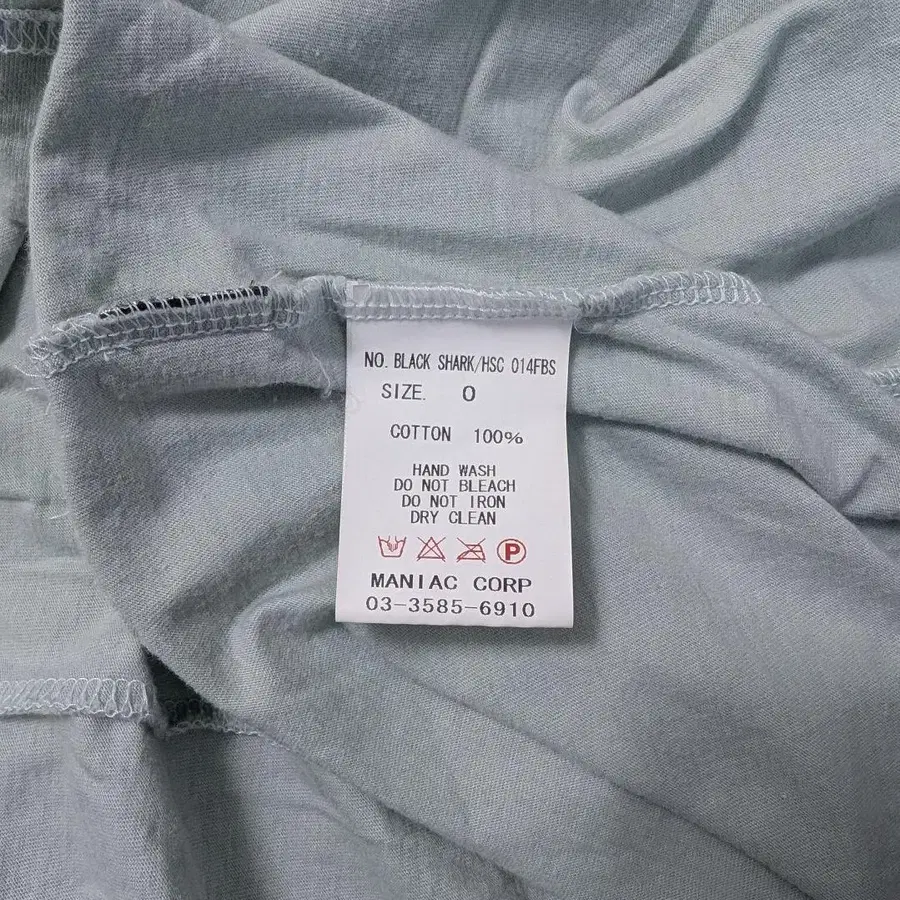 NO. BLACK SHARK/HSC 014FBS
SIZE. 0
COTTON 100%
HAND WASH
DO NOT BLEACH
DO NOT IRON
DRY CLEAN
P
MANIAC CORP
03-3585-6910